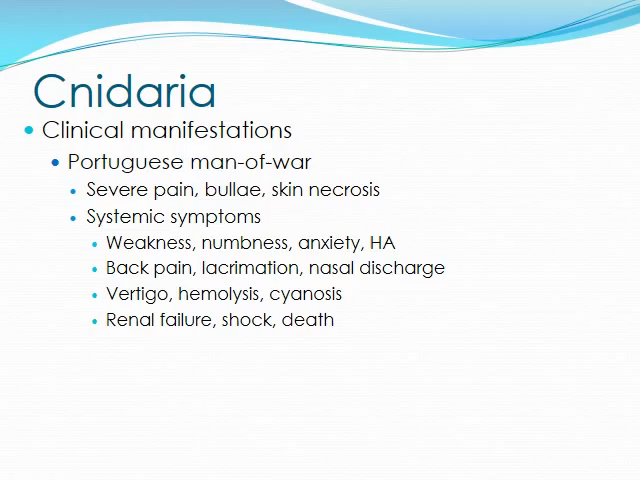 Cnidaria
Clinical manifestations
Portuguese man-of-war
Severe pain, bullae, skin necrosis
Systemic symptoms
Weakness, numbness, anxiety, HA
Back pain, lacrimation, nasal discharge
Vertigo, hemolysis, cyanosis
Renal failure, shock, death